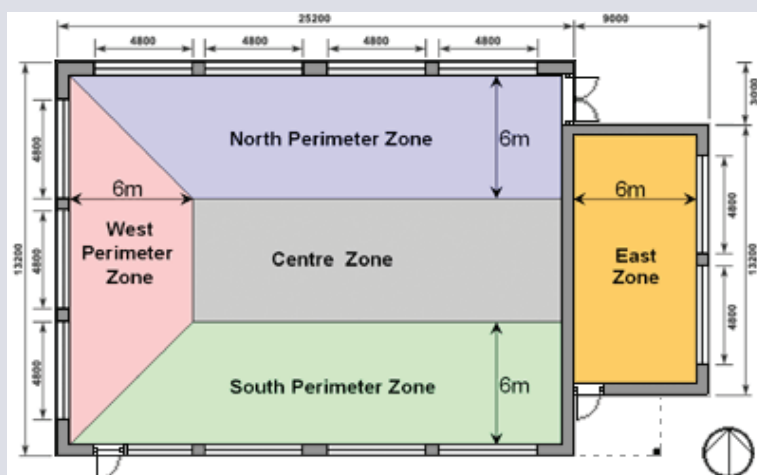 25200
9000
4800
4800
4800
4800
3000
North Perimeter Zone
6m
4800
6m
6m
4800
West
Perimeter
Zone
13200
4800
Centre Zone
East
Zone
13200
4800
4800
South Perimeter Zone
6m